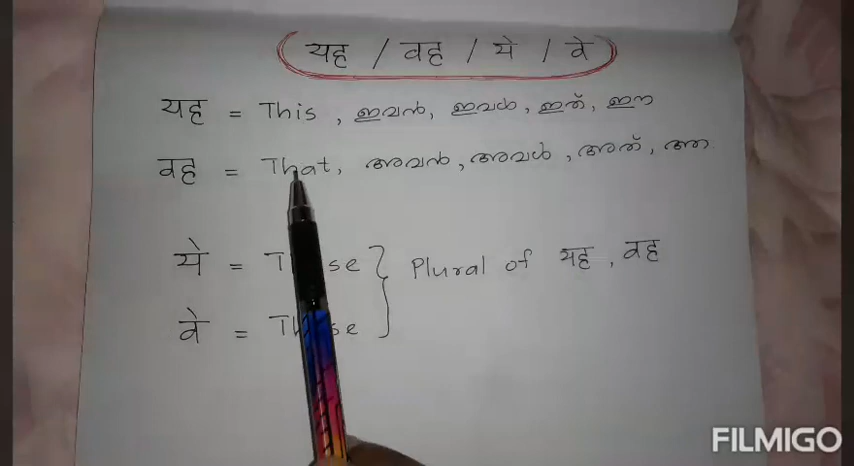 यह / वह / ये / वे
यह = This, ഇവൻ, ഇവൾ, ഇത്, ഈ
वह = That, അവൻ, അവൾ, അത്, ആ
ये =
वे =
Plural of यह, वह
FILMIGO